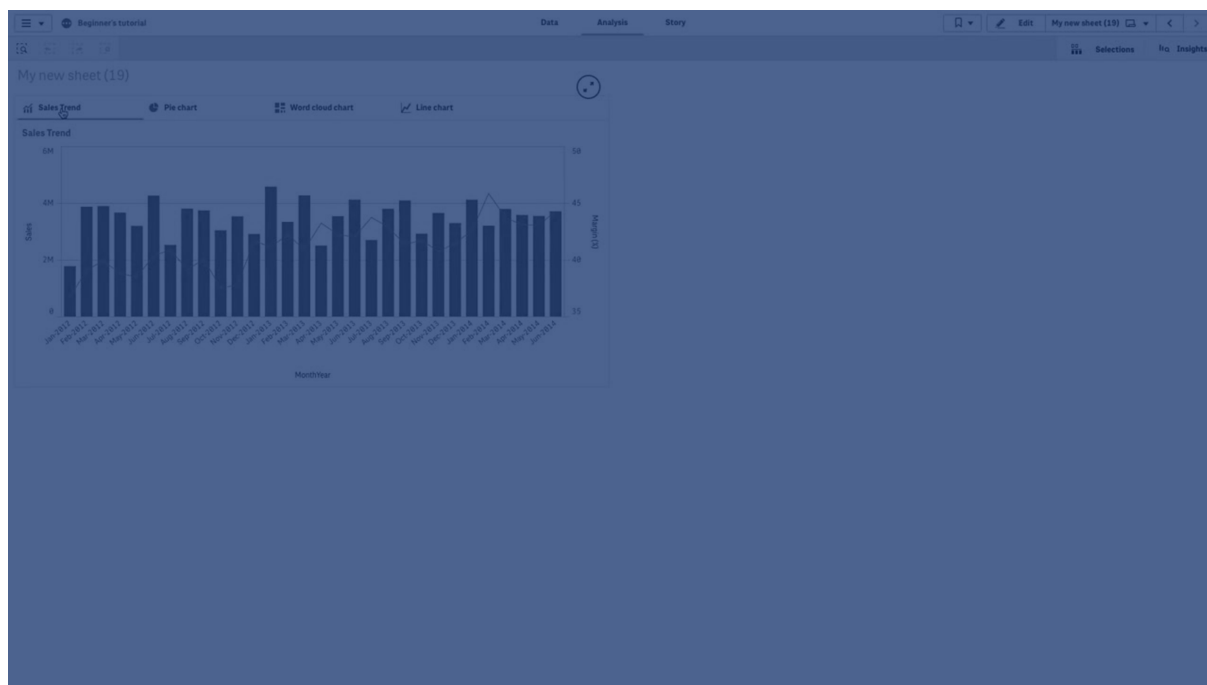 Beginner's tutorial
Data Analysis Story
Edit My new sheet (19)
Selections Insights
My new sheet (19)
Sales Trend Pie chart Word cloud chart Line chart
Sales Trend
6M 50
4M 45
Sales
Margin ($)
2M 40
0 35
Jan-2012 Feb-2012 Mar-2012 Apr-2012 May-2012 Jun-2012 Jul-2012 Aug-2012 Sep-2012 Oct-2012 Nov-2012 Dec-2012 Jan-2013 Feb-2013 Mar-2013 Apr-2013 May-2013 Jun-2013 Jul-2013 Aug-2013 Sep-2013 Oct-2013 Nov-2013 Dec-2013 Jan-2014 Feb-2014 Mar-2014 Apr-2014 May-2014 Jun-2014
MonthYear